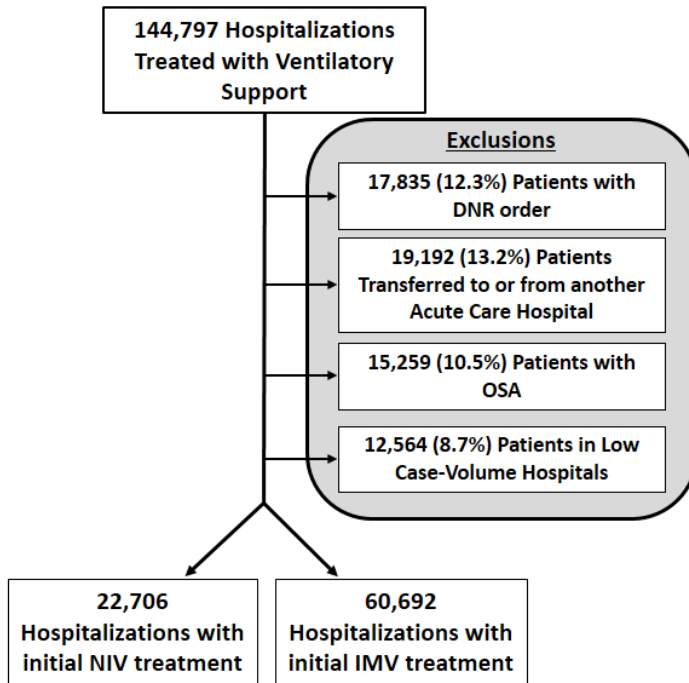 144,797 Hospitalizations
Treated with Ventilatory
Support
Exclusions
17,835 (12.3%) Patients with
DNR order
19,192 (13.2%) Patients
Transferred to or from another
Acute Care Hospital
15,259 (10.5%) Patients with
OSA
12,564 (8.7%) Patients in Low
Case-Volume Hospitals
22,706
Hospitalizations with
initial NIV treatment
60,692
Hospitalizations with
initial IMV treatment